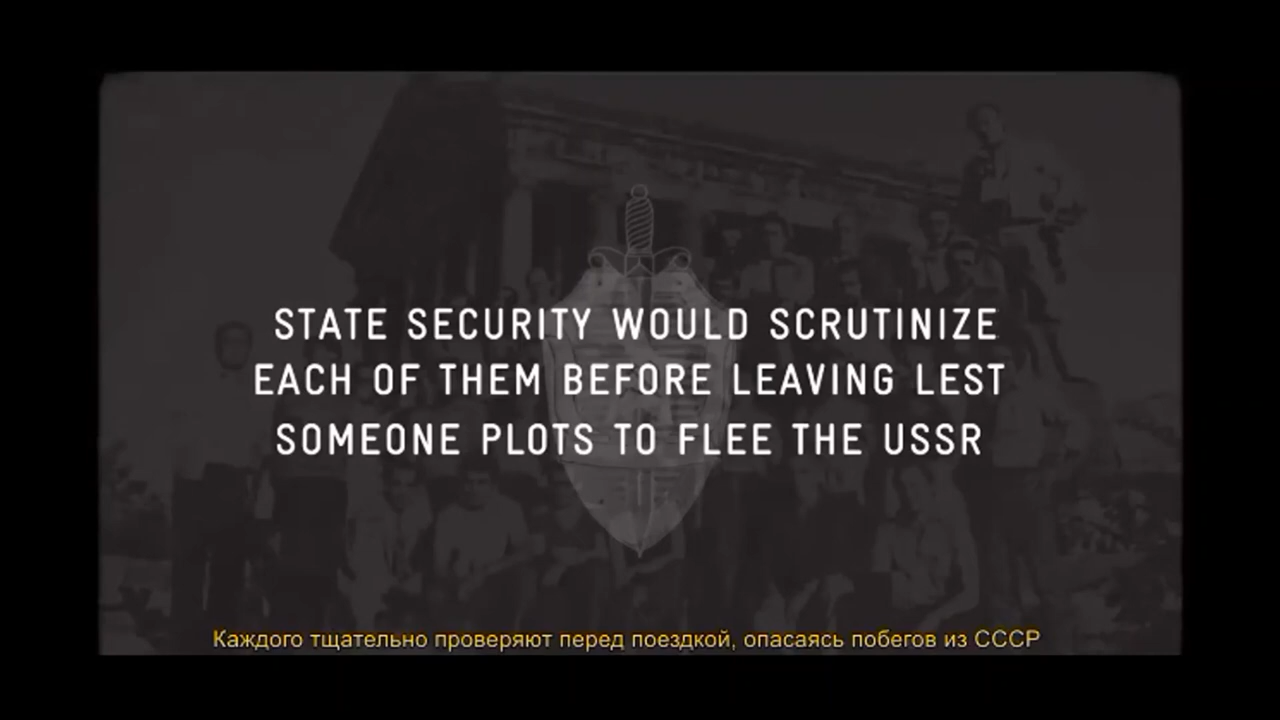 STATE SECURITY WOULD SCRUTINIZE
EACH OF THEM BEFORE LEAVING LEST
SOMEONE PLOTS TO FLEE THE USSR
Каждого тщательно проверяют перед поездкой, опасаясь побегов из СССР